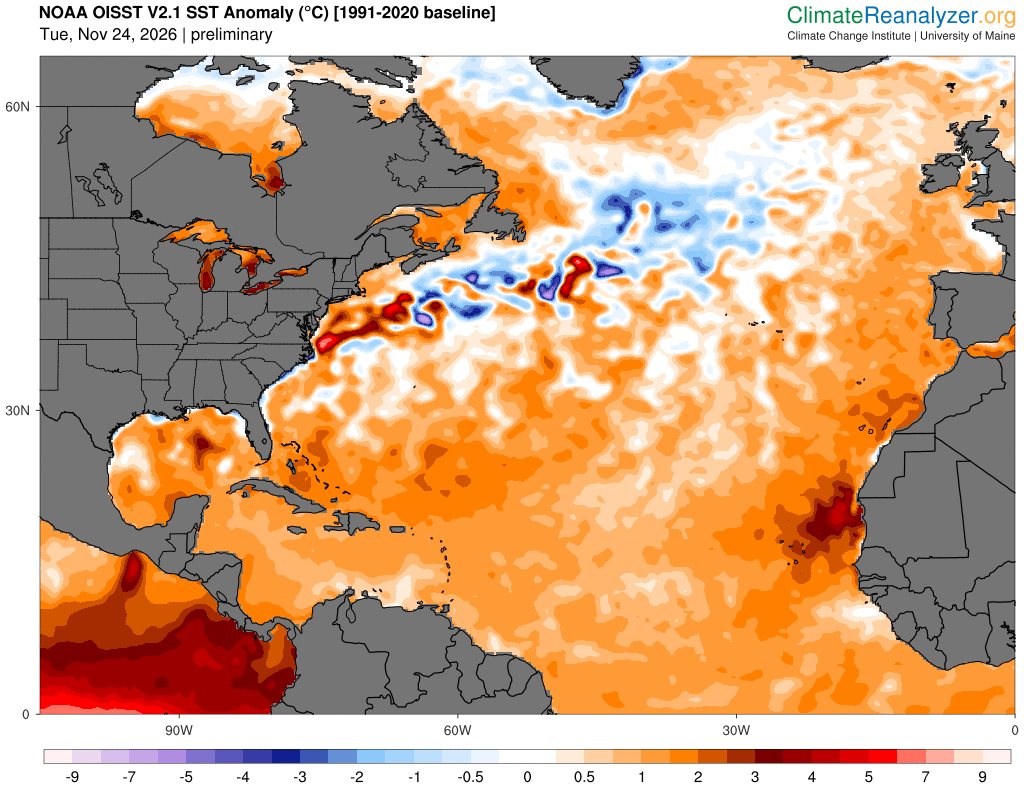 NOAA OISST V2.1 SST Anomaly (°C) [1991-2020 baseline]
Tue, Nov 24, 2026 | preliminary
ClimateReanalyzer.org
Climate Change Institute | University of Maine
60N
30N
0
90W
60W
30W
0
-9 -7 -5 -4 -3 -2 -1 -0.5 0 0.5 1 2 3 4 5 7 9